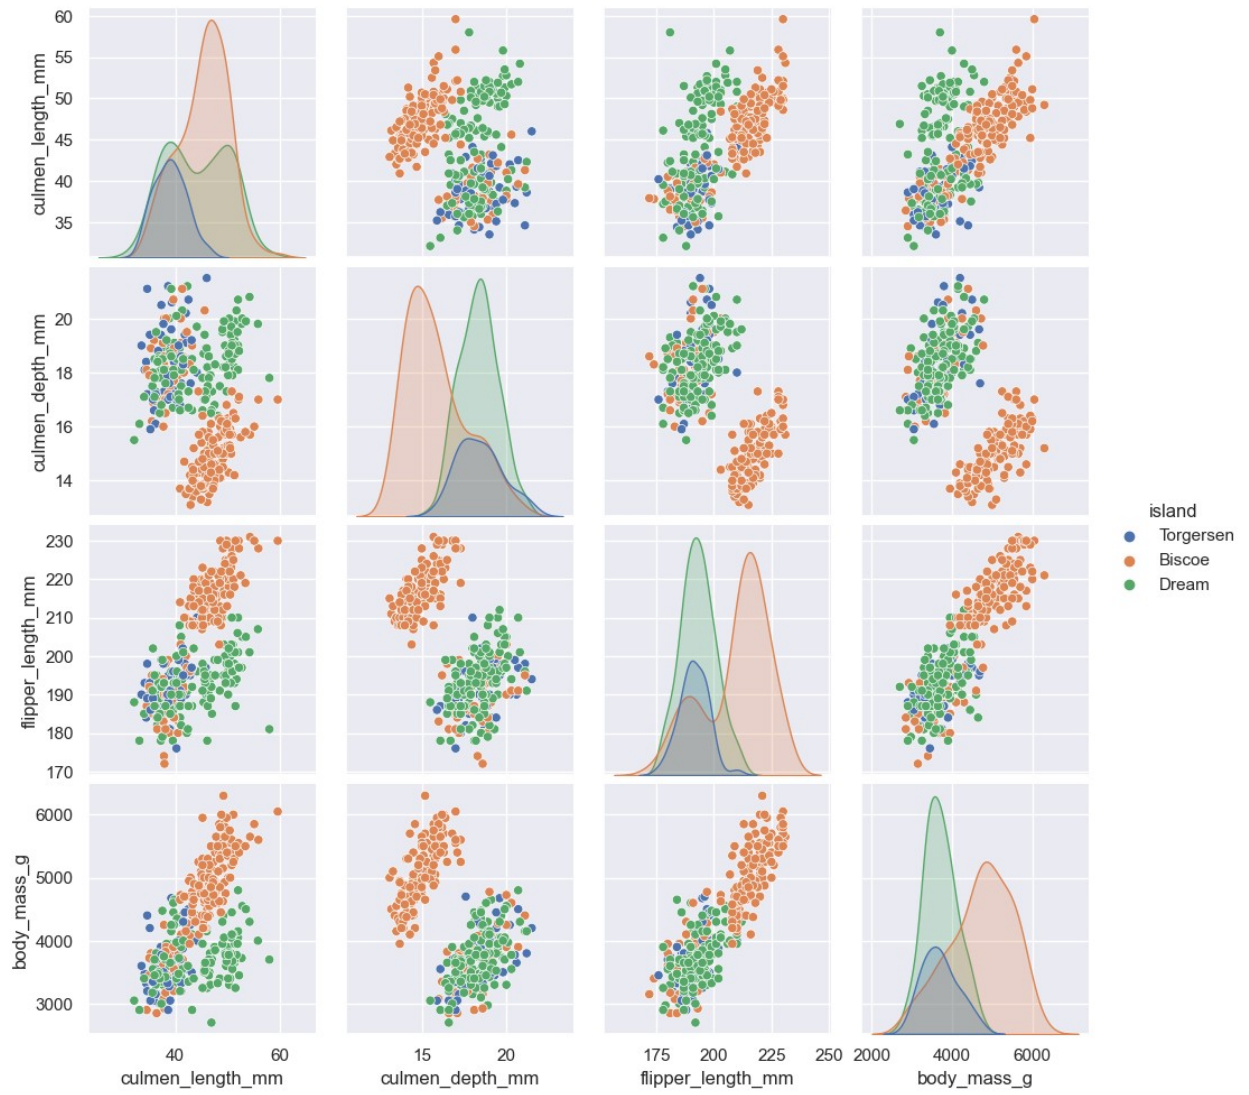 60
55
50
45
40
35
culmen_length_mm
20
18
16
14
culmen_depth_mm
island
Torgersen
Biscoe
Dream
230
220
210
200
190
180
170
flipper_length_mm
6000
5000
4000
3000
body_mass_g
40 60
15 20
175 200 225 250
2000 4000 6000
culmen_length_mm
culmen_depth_mm
flipper_length_mm
body_mass_g